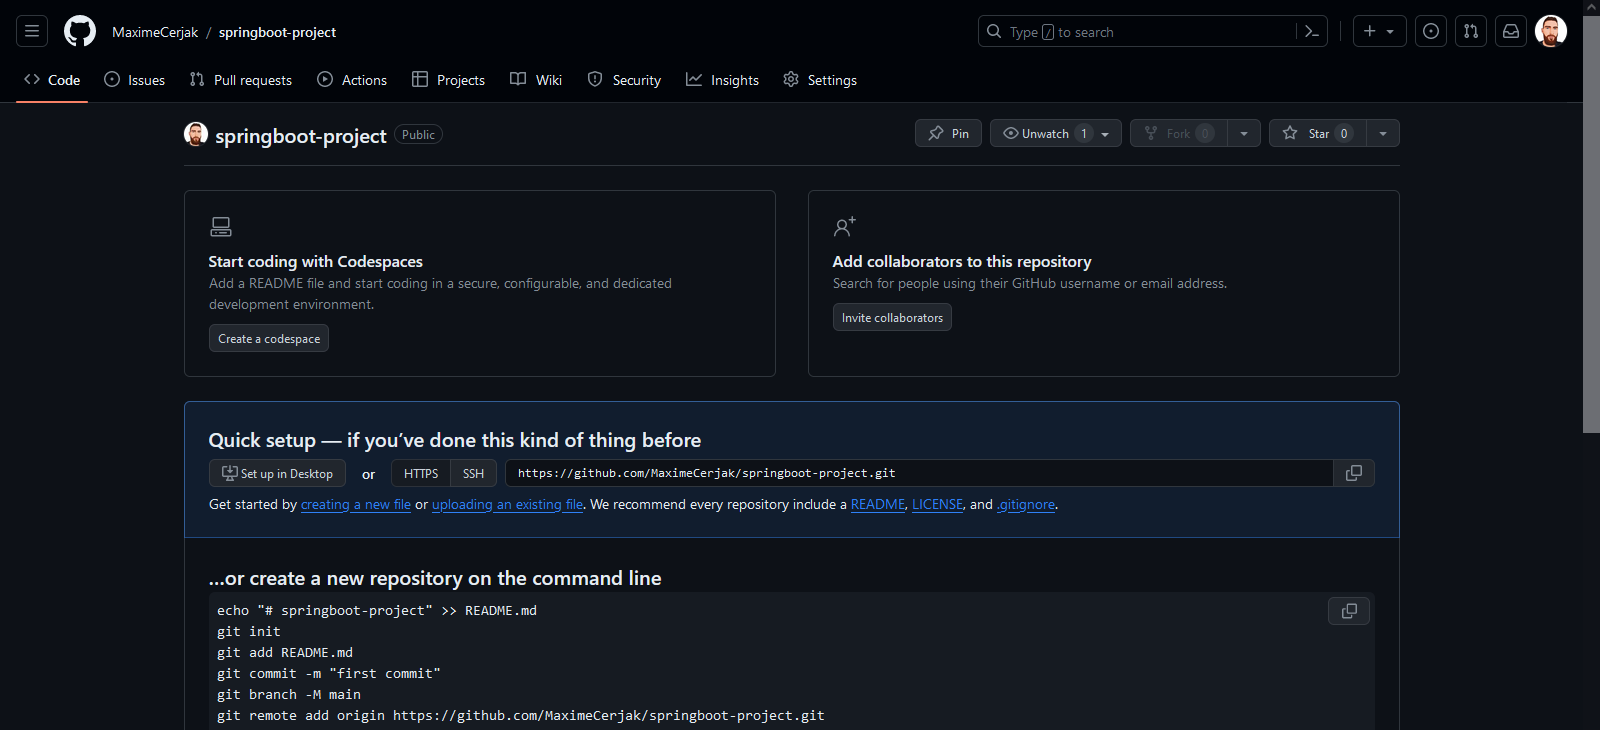 MaximeCerjak / springboot-project
Type / to search
Code Issues Pull requests Actions Projects Wiki Security Insights Settings
springboot-project Public
Pin Unwatch 1 Fork 0 Star 0
Start coding with Codespaces
Add a README file and start coding in a secure, configurable, and dedicated
development environment.
Create a codespace
Add collaborators to this repository
Search for people using their GitHub username or email address.
Invite collaborators
Quick setup — if you’ve done this kind of thing before
Set up in Desktop or HTTPS SSH https://github.com/MaximeCerjak/springboot-project.git
Get started by creating a new file or uploading an existing file. We recommend every repository include a README, LICENSE, and .gitignore.
…or create a new repository on the command line
echo "# springboot-project" >> README.md
git init
git add README.md
git commit -m "first commit"
git branch -M main
git remote add origin https://github.com/MaximeCerjak/springboot-project.git